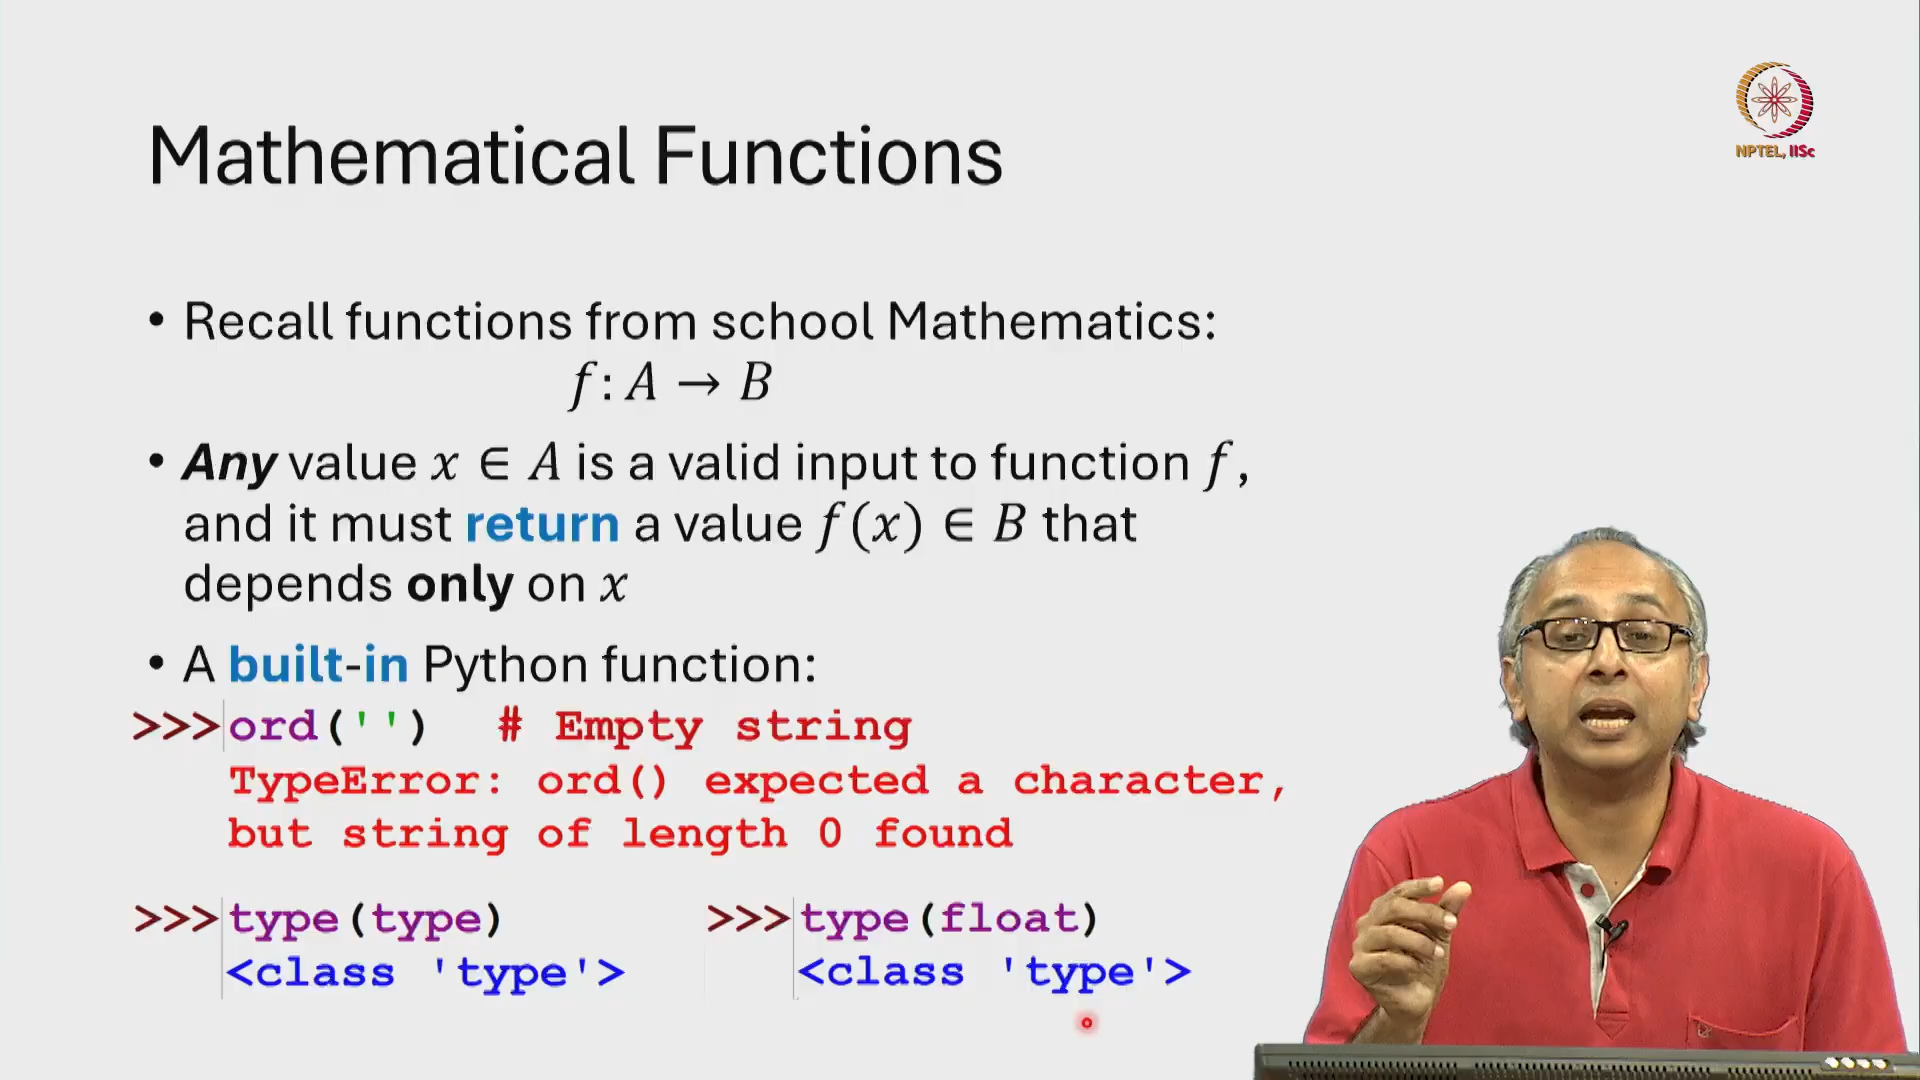 NPTEL, IISc
Mathematical Functions
• Recall functions from school Mathematics:
f : A → B
• Any value x ∈ A is a valid input to function f,
and it must return a value f(x) ∈ B that
depends only on x
• A built-in Python function:
>>> ord('') # Empty string
TypeError: ord() expected a character,
but string of length 0 found
>>> type(type)
<class 'type'>
>>> type(float)
<class 'type'>